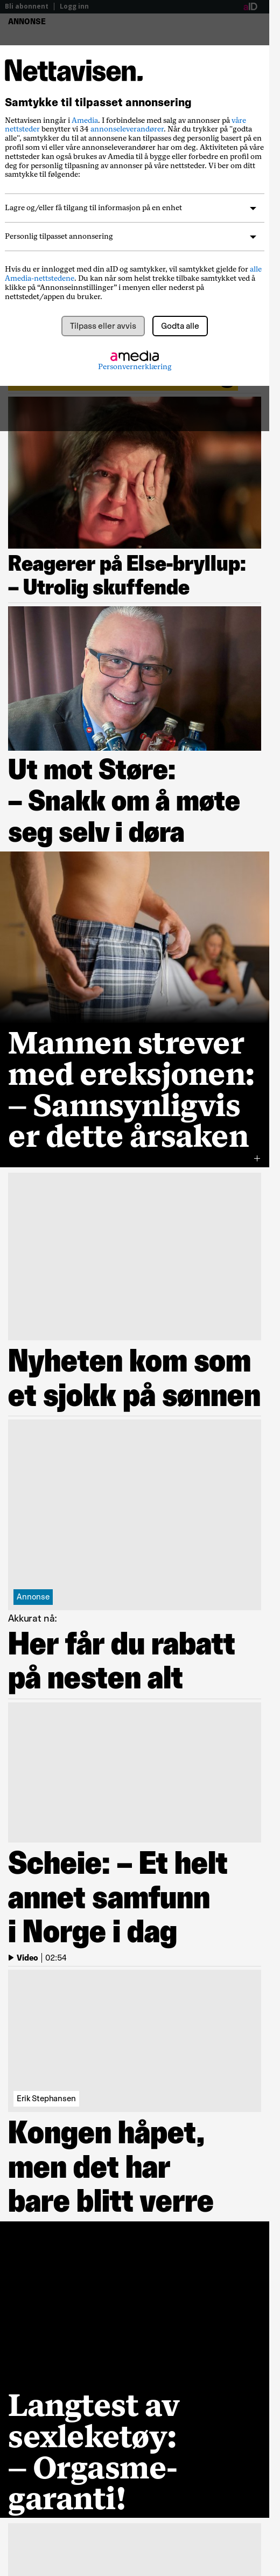 Bli abonnent | Logg inn
aID
ANNONSE
Nettavisen.
Samtykke til tilpasset annonsering
Nettavisen inngår i Amedia. I forbindelse med salg av annonser på våre
nettsteder benytter vi 34 annonseleverandører. Når du trykker på "godta
alle", samtykker du til at annonsene kan tilpasses deg personlig basert på en
profil som vi eller våre samarbeidende annonsører har om deg. Aktiviteten på våre
nettsteder kan også brukes av Amedia til å bygge eller forbedre en profil om
deg for personlig tilpasning av annonser på våre nettsteder. Vi ber om ditt
samtykke til følgende:
Lagre og/eller få tilgang til informasjon på en enhet
Personlig tilpasset annonsering
Hvis du er innlogget med din aID og samtykker, vil samtykket gjelde for alle
Amedia-nettstedene. Du kan når som helst trekke tilbake samtykket ved å
klikke på “Annonseinnstillinger” i menyen eller nederst på
nettstedet/appen du bruker.
Tilpass eller avvis
Godta alle
amedia
Personvernerklæring
Reagerer på Else-bryllup:
– Utrolig skuffende
Ut mot Støre:
– Snakk om å møte
seg selv i døra
Mannen strever
med ereksjonen:
– Sannsynligvis
er dette årsaken
Nyheten kom som
et sjokk på sønnen
Annonse
Akkurat nå:
Her får du rabatt
på nesten alt
Scheie: – Et helt
annet samfunn
i Norge i dag
Video | 02:54
Erik Stephansen
Kongen håpet,
men det har
bare blitt verre
Langtest av
sexleketøy:
– Orgasme-
garanti!